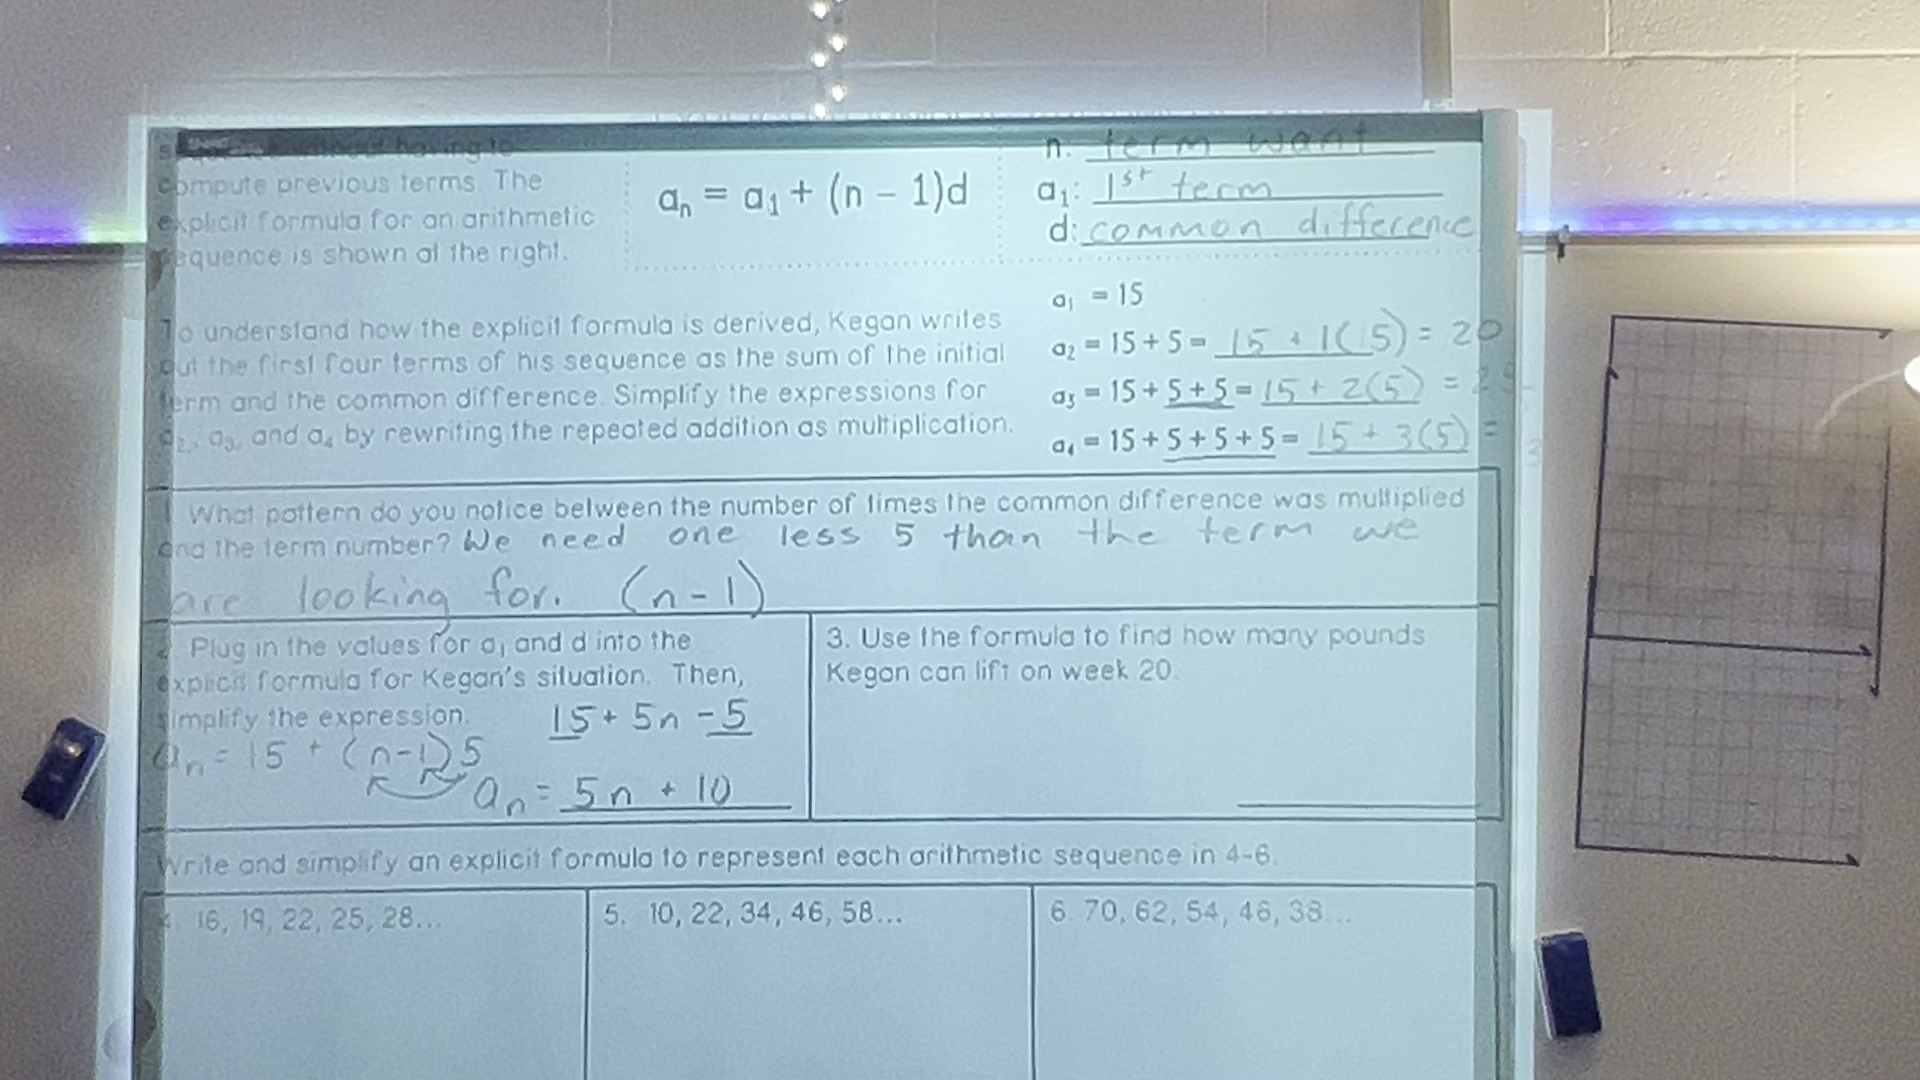 having to
compute previous terms. The
explicit formula for an arithmetic
sequence is shown at the right.
aₙ = a₁ + (n − 1)d
n: term want
a₁: 1st term
d: common difference
To understand how the explicit formula is derived, Kegan writes
out the first four terms of his sequence as the sum of the initial
term and the common difference. Simplify the expressions for
a₂, a₃, and a₄ by rewriting the repeated addition as multiplication.
a₁ = 15
a₂ = 15 + 5 = 15 + 1(5) = 20
a₃ = 15 + 5 + 5 = 15 + 2(5) = 25
a₄ = 15 + 5 + 5 + 5 = 15 + 3(5) =
1. What pattern do you notice between the number of times the common difference was multiplied
and the term number? We need one less 5 than the term we
are looking for. (n-1)
2. Plug in the values for a₁ and d into the
explicit formula for Kegan's situation. Then,
simplify the expression. 15 + 5n - 5
aₙ = 15 + (n-1)5
aₙ = 5n + 10
3. Use the formula to find how many pounds
Kegan can lift on week 20.
Write and simplify an explicit formula to represent each arithmetic sequence in 4-6.
4. 16, 19, 22, 25, 28...
5. 10, 22, 34, 46, 58...
6. 70, 62, 54, 46, 38...